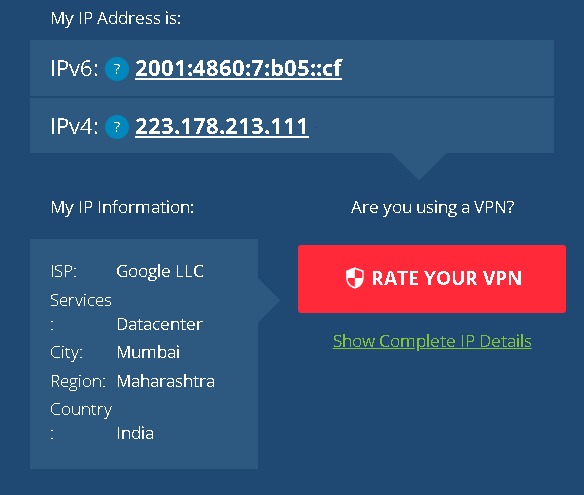 My IP Address is:
IPv6: ? 2001:4860:7:b05::cf
IPv4: ? 223.178.213.111
My IP Information:
ISP: Google LLC
Services
: Datacenter
City: Mumbai
Region: Maharashtra
Country
: India
Are you using a VPN?
RATE YOUR VPN
Show Complete IP Details